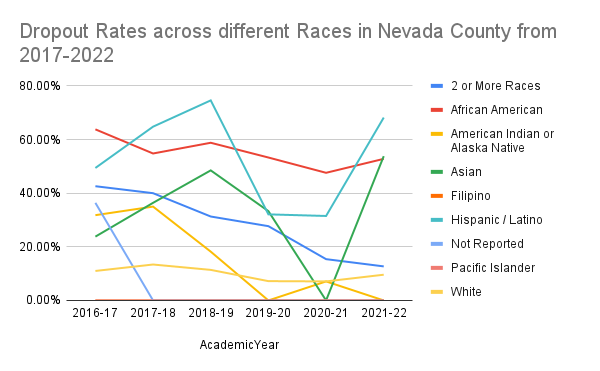 Dropout Rates across different Races in Nevada County from
2017-2022
80.00%
60.00%
40.00%
20.00%
0.00%
2016-17 2017-18 2018-19 2019-20 2020-21 2021-22
AcademicYear
2 or More Races
African American
American Indian or
Alaska Native
Asian
Filipino
Hispanic / Latino
Not Reported
Pacific Islander
White